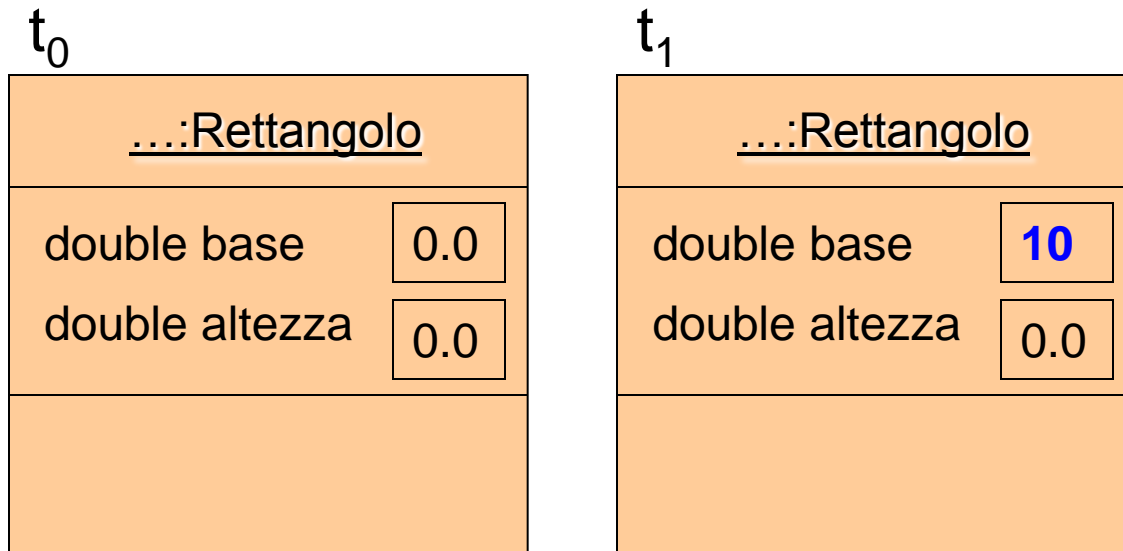 t₀
…:Rettangolo
double base 0.0
double altezza 0.0
t₁
…:Rettangolo
double base 10
double altezza 0.0